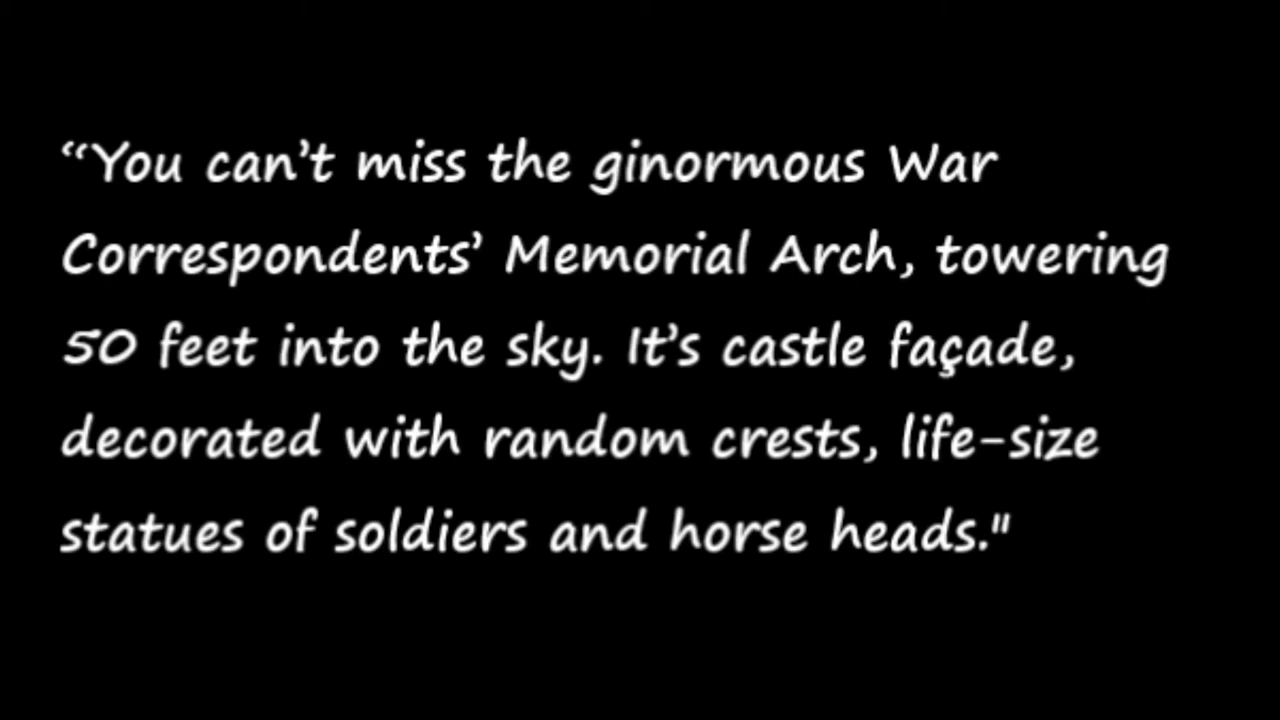 “You can’t miss the ginormous War
Correspondents’ Memorial Arch, towering
50 feet into the sky. It’s castle façade,
decorated with random crests, life-size
statues of soldiers and horse heads."